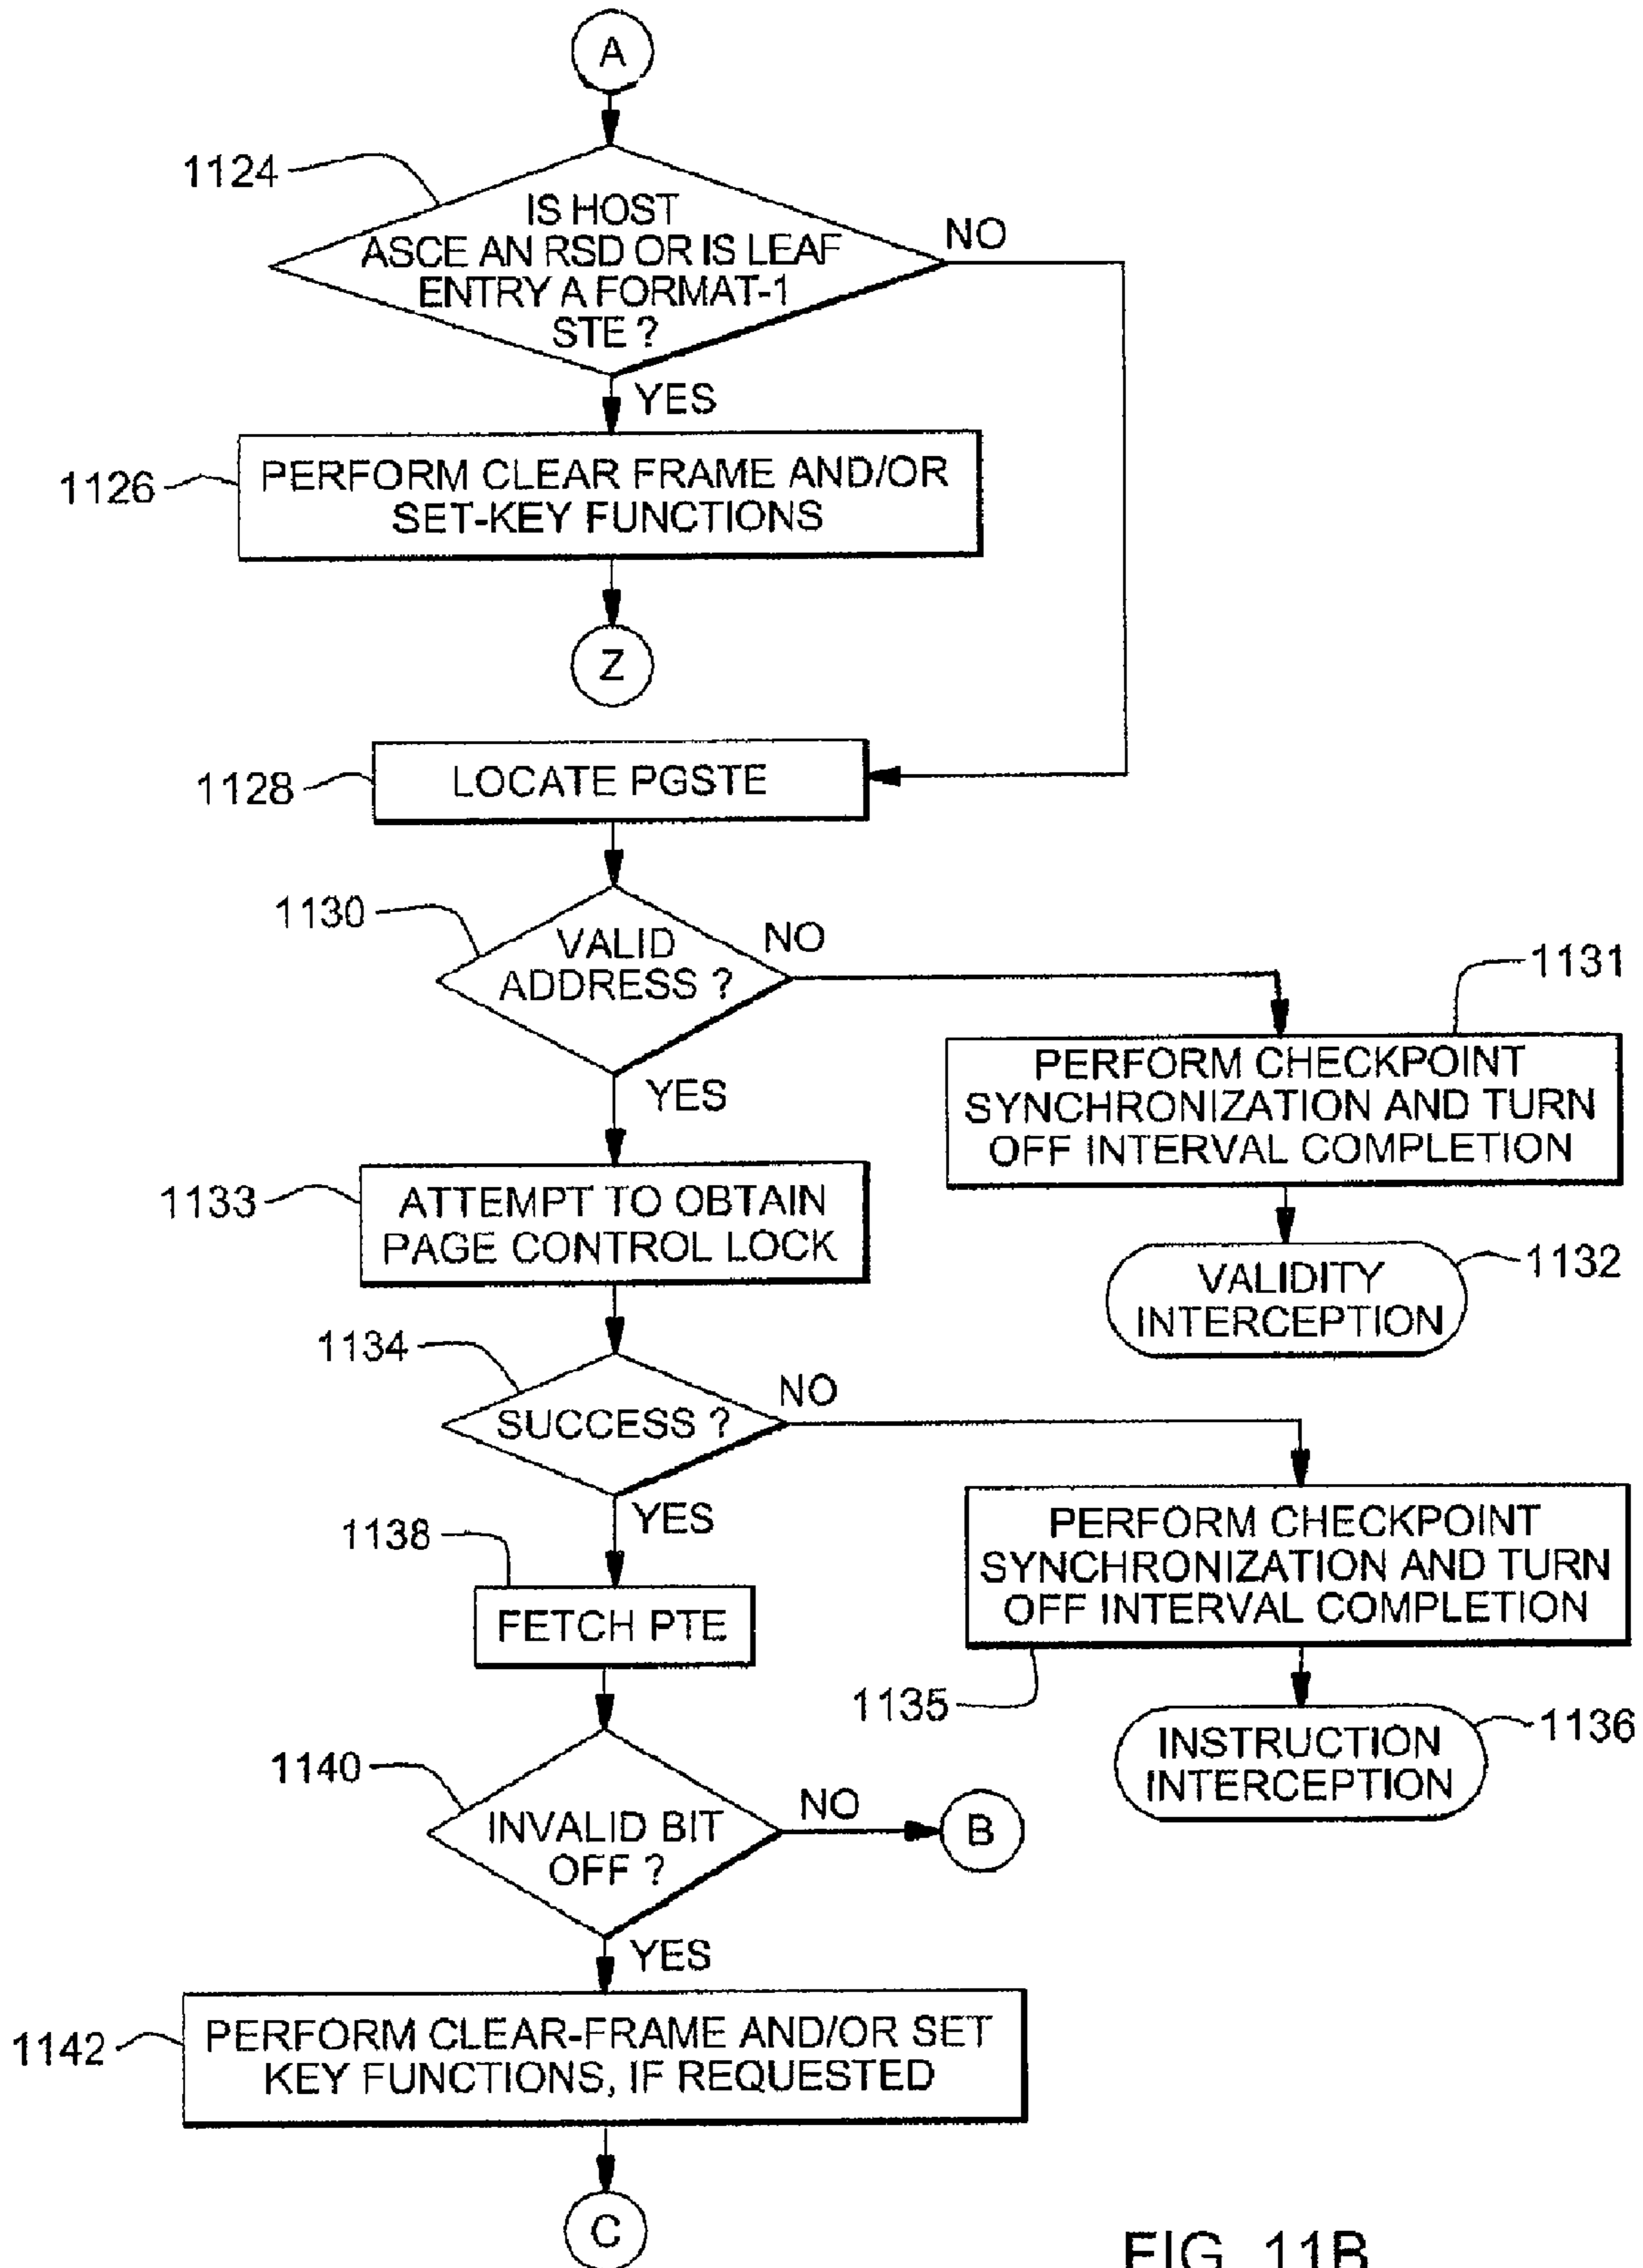 A
1124
IS HOST
ASCE AN RSD OR IS LEAF
ENTRY A FORMAT-1
STE ?
NO
YES
1126
PERFORM CLEAR FRAME AND/OR
SET-KEY FUNCTIONS
Z
1128
LOCATE PGSTE
1130
VALID
ADDRESS ?
NO
YES
1131
PERFORM CHECKPOINT
SYNCHRONIZATION AND TURN
OFF INTERVAL COMPLETION
1132
VALIDITY
INTERCEPTION
1133
ATTEMPT TO OBTAIN
PAGE CONTROL LOCK
1134
SUCCESS ?
NO
YES
PERFORM CHECKPOINT
SYNCHRONIZATION AND TURN
OFF INTERVAL COMPLETION
1135
1136
INSTRUCTION
INTERCEPTION
1138
FETCH PTE
1140
INVALID BIT
OFF ?
NO
B
YES
1142
PERFORM CLEAR-FRAME AND/OR SET
KEY FUNCTIONS, IF REQUESTED
C
FIG. 11B